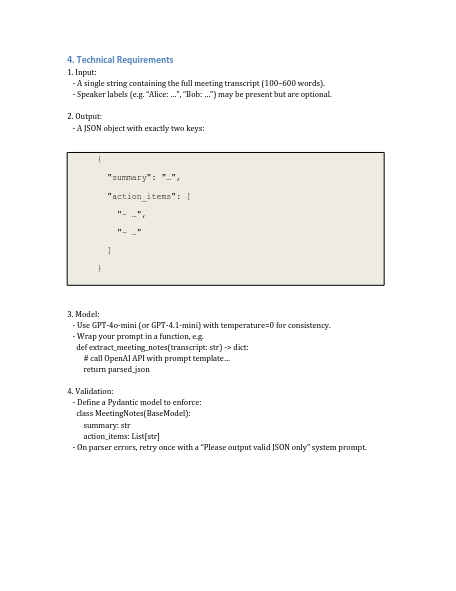 4. Technical Requirements
1. Input:
- A single string containing the full meeting transcript (100–600 words).
- Speaker labels (e.g. “Alice: …”, “Bob: …”) may be present but are optional.
2. Output:
- A JSON object with exactly two keys:
{
"summary": "…",
"action_items": [
"- …",
"- …"
]
}
3. Model:
- Use GPT-4o-mini (or GPT-4.1-mini) with temperature=0 for consistency.
- Wrap your prompt in a function, e.g.
def extract_meeting_notes(transcript: str) -> dict:
# call OpenAI API with prompt template…
return parsed_json
4. Validation:
- Define a Pydantic model to enforce:
class MeetingNotes(BaseModel):
summary: str
action_items: List[str]
- On parser errors, retry once with a “Please output valid JSON only” system prompt.